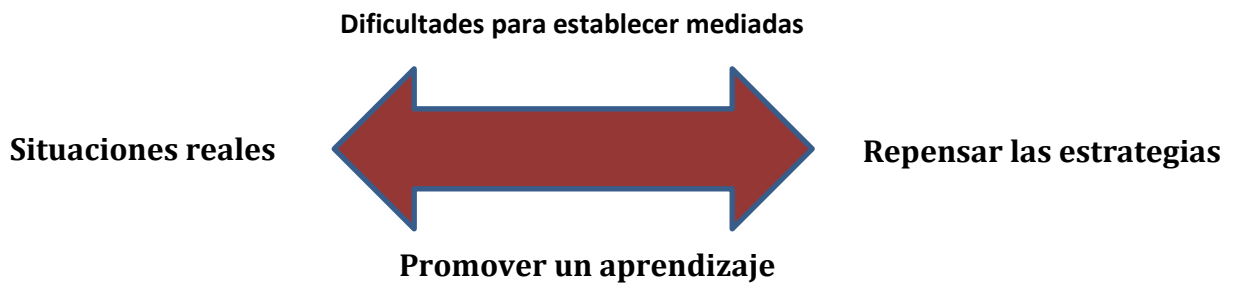 Dificultades para establecer mediadas
Situaciones reales
Repensar las estrategias
Promover un aprendizaje